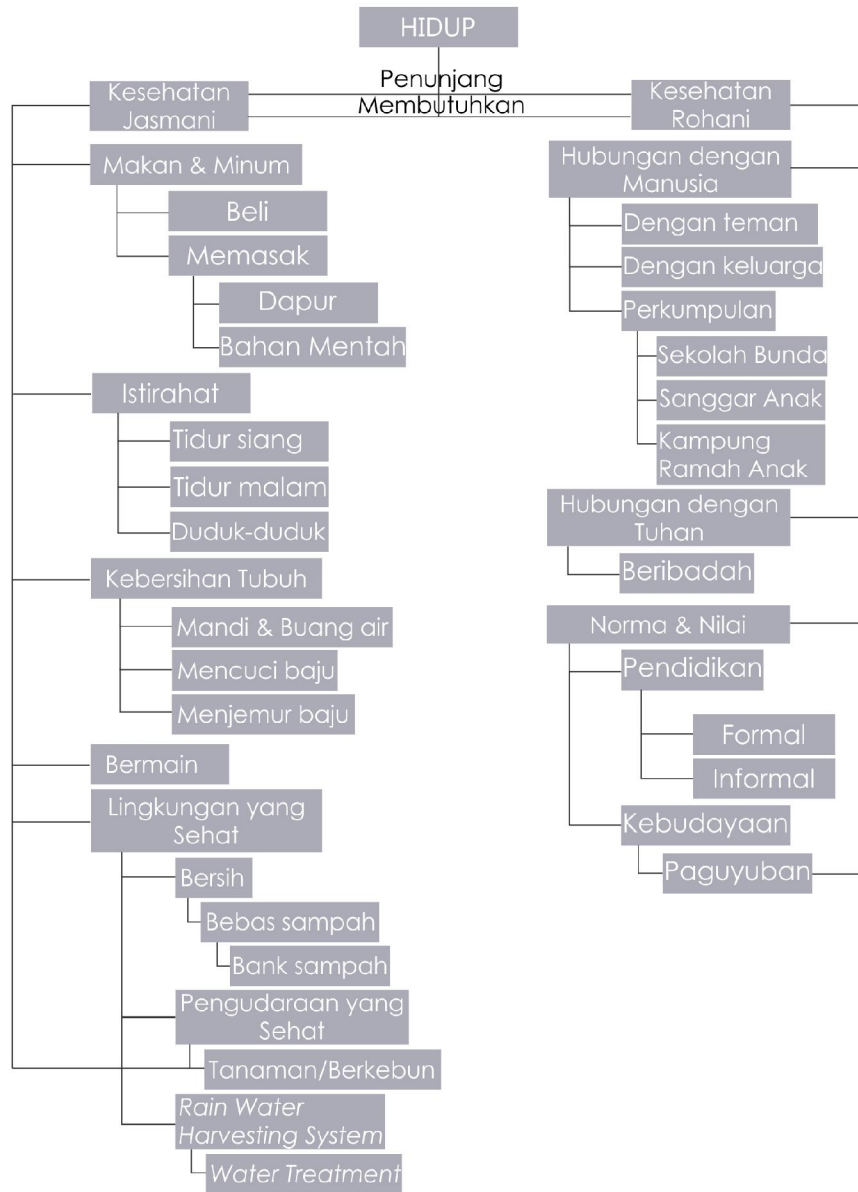 HIDUP
Penunjang
Membutuhkan
Kesehatan
Jasmani
Makan & Minum
Beli
Memasak
Dapur
Bahan Mentah
Istirahat
Tidur siang
Tidur malam
Duduk-duduk
Kebersihan Tubuh
Mandi & Buang air
Mencuci baju
Menjemur baju
Bermain
Lingkungan yang
Sehat
Bersih
Bebas sampah
Bank sampah
Pengudaraan yang
Sehat
Tanaman/Berkebun
Rain Water
Harvesting System
Water Treatment
Kesehatan
Rohani
Hubungan dengan
Manusia
Dengan teman
Dengan keluarga
Perkumpulan
Sekolah Bunda
Sanggar Anak
Kampung
Ramah Anak
Hubungan dengan
Tuhan
Beribadah
Norma & Nilai
Pendidikan
Formal
Informal
Kebudayaan
Paguyuban